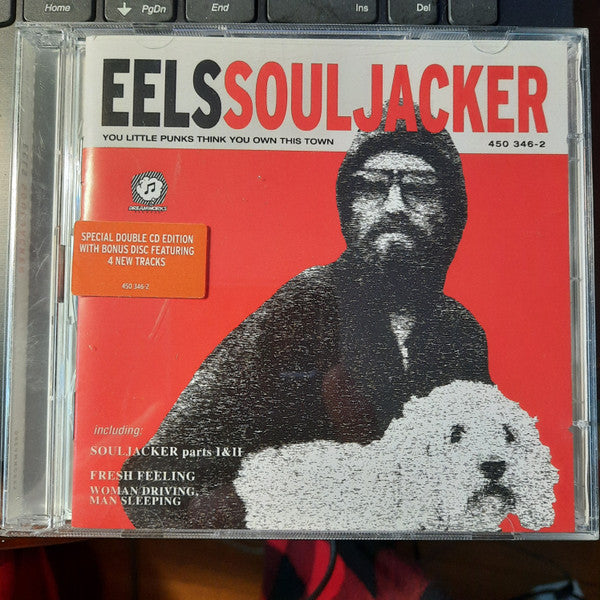 Home
PgDn
End
Ins
Del
EELSSOULJACKER
YOU LITTLE PUNKS THINK YOU OWN THIS TOWN
450 346-2
DREAMWORKS
SPECIAL DOUBLE CD EDITION
WITH BONUS DISC FEATURING
4 NEW TRACKS
450 346-2
including:
SOULJACKER parts I&II
FRESH FEELING
WOMAN DRIVING,
MAN SLEEPING